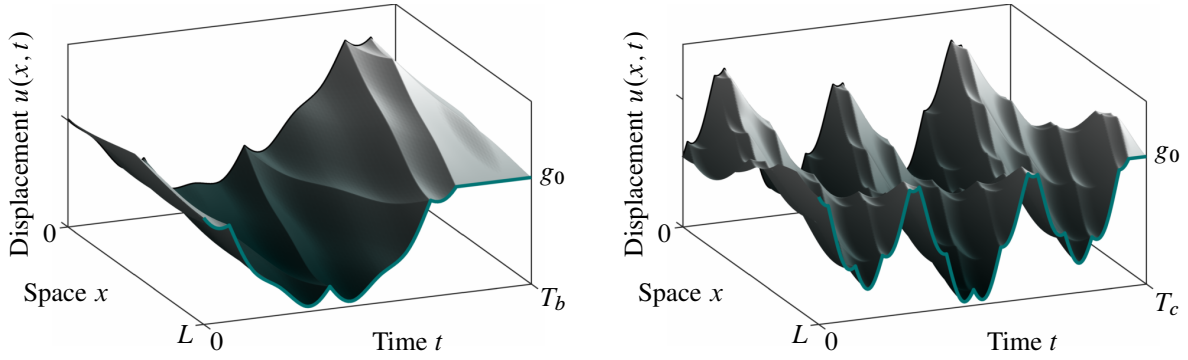 Displacement u(x, t)
0
Space x
L
0
Time t
T_b
g_0
Displacement u(x, t)
0
Space x
L
0
Time t
T_c
g_0